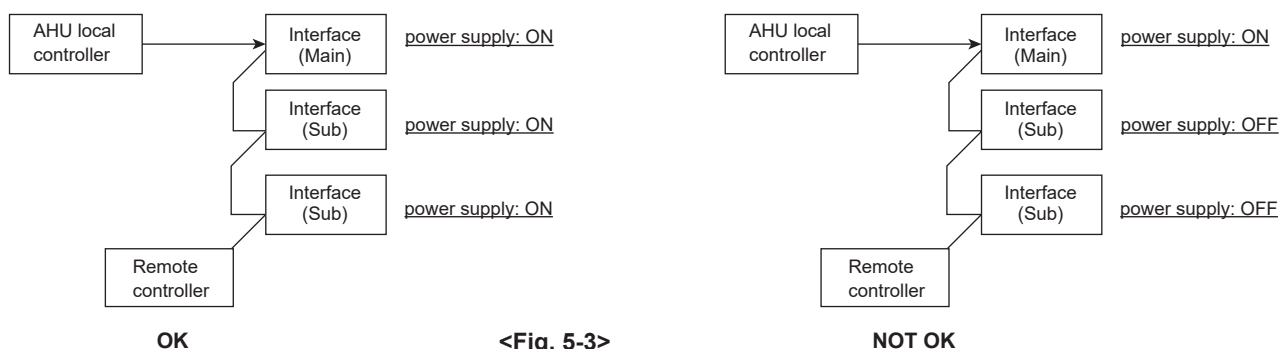 AHU local
controller
Interface
(Main)
power supply: ON
Interface
(Sub)
power supply: ON
Interface
(Sub)
power supply: ON
Remote
controller
OK
<Fig. 5-3>
AHU local
controller
Interface
(Main)
power supply: ON
Interface
(Sub)
power supply: OFF
Interface
(Sub)
power supply: OFF
Remote
controller
NOT OK